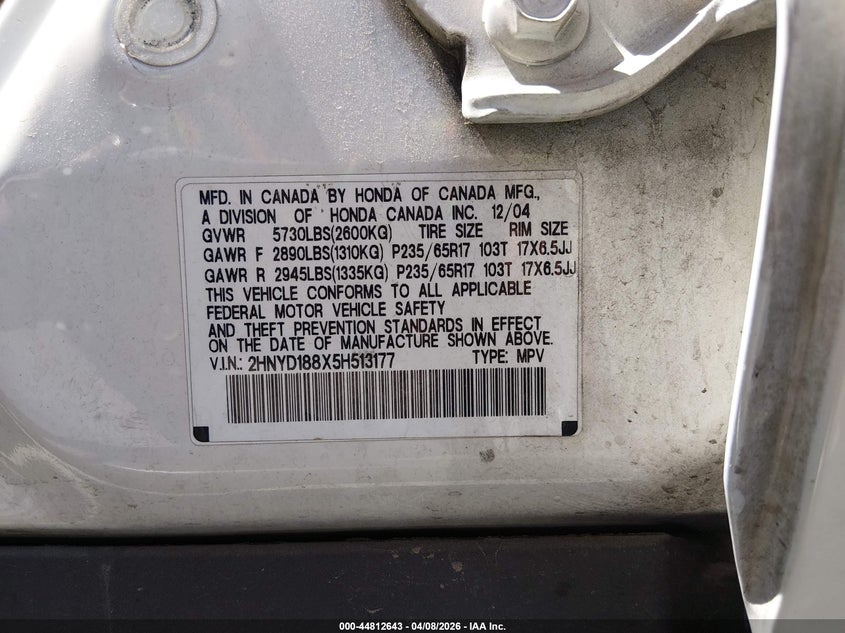 MFD. IN CANADA BY HONDA OF CANADA MFG.,
A DIVISION OF HONDA CANADA INC. 12/04
GVWR 5730LBS(2600KG) TIRE SIZE RIM SIZE
GAWR F 2890LBS(1310KG) P235/65R17 103T 17X6.5JJ
GAWR R 2945LBS(1335KG) P235/65R17 103T 17X6.5JJ
THIS VEHICLE CONFORMS TO ALL APPLICABLE
FEDERAL MOTOR VEHICLE SAFETY
AND THEFT PREVENTION STANDARDS IN EFFECT
ON THE DATE OF MANUFACTURE SHOWN ABOVE.
V.I.N.: 2HNYD188X5H513177 TYPE: MPV
000-44812643 - 04/08/2026 - IAA Inc.